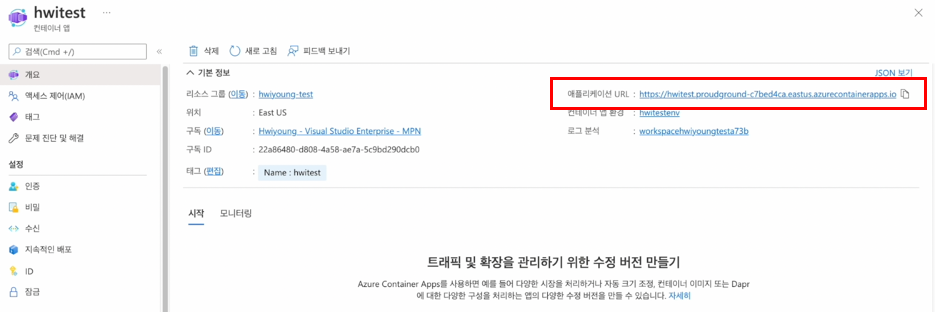 hwitest ...
컨테이너 앱
검색(Cmd +/)
«
개요
액세스 제어(IAM)
태그
문제 진단 및 해결
설정
인증
비밀
수신
지속적인 배포
ID
잠금
삭제 새로 고침 피드백 보내기
기본 정보
JSON 보기
리소스 그룹 (이동) : hwiyoung-test
위치 : East US
구독 (이동) : Hwiyoung - Visual Studio Enterprise - MPN
구독 ID : 22a86480-d808-4a58-ae7a-5c9bd290dcb0
태그 (편집) : Name : hwitest
애플리케이션 URL : https://hwitest.proudground-c7bed4ca.eastus.azurecontainerapps.io
컨테이너 앱 환경 : hwitestenv
로그 분석 : workspacehwiyoungtesta73b
시작 모니터링
트래픽 및 확장을 관리하기 위한 수정 버전 만들기
Azure Container Apps를 사용하면 예를 들어 다양한 시장을 처리하거나 자동 크기 조정, 컨테이너 이미지 또는 Dapr
에 대한 다양한 구성을 처리하는 앱의 다양한 수정 버전을 만들 수 있습니다. 자세히